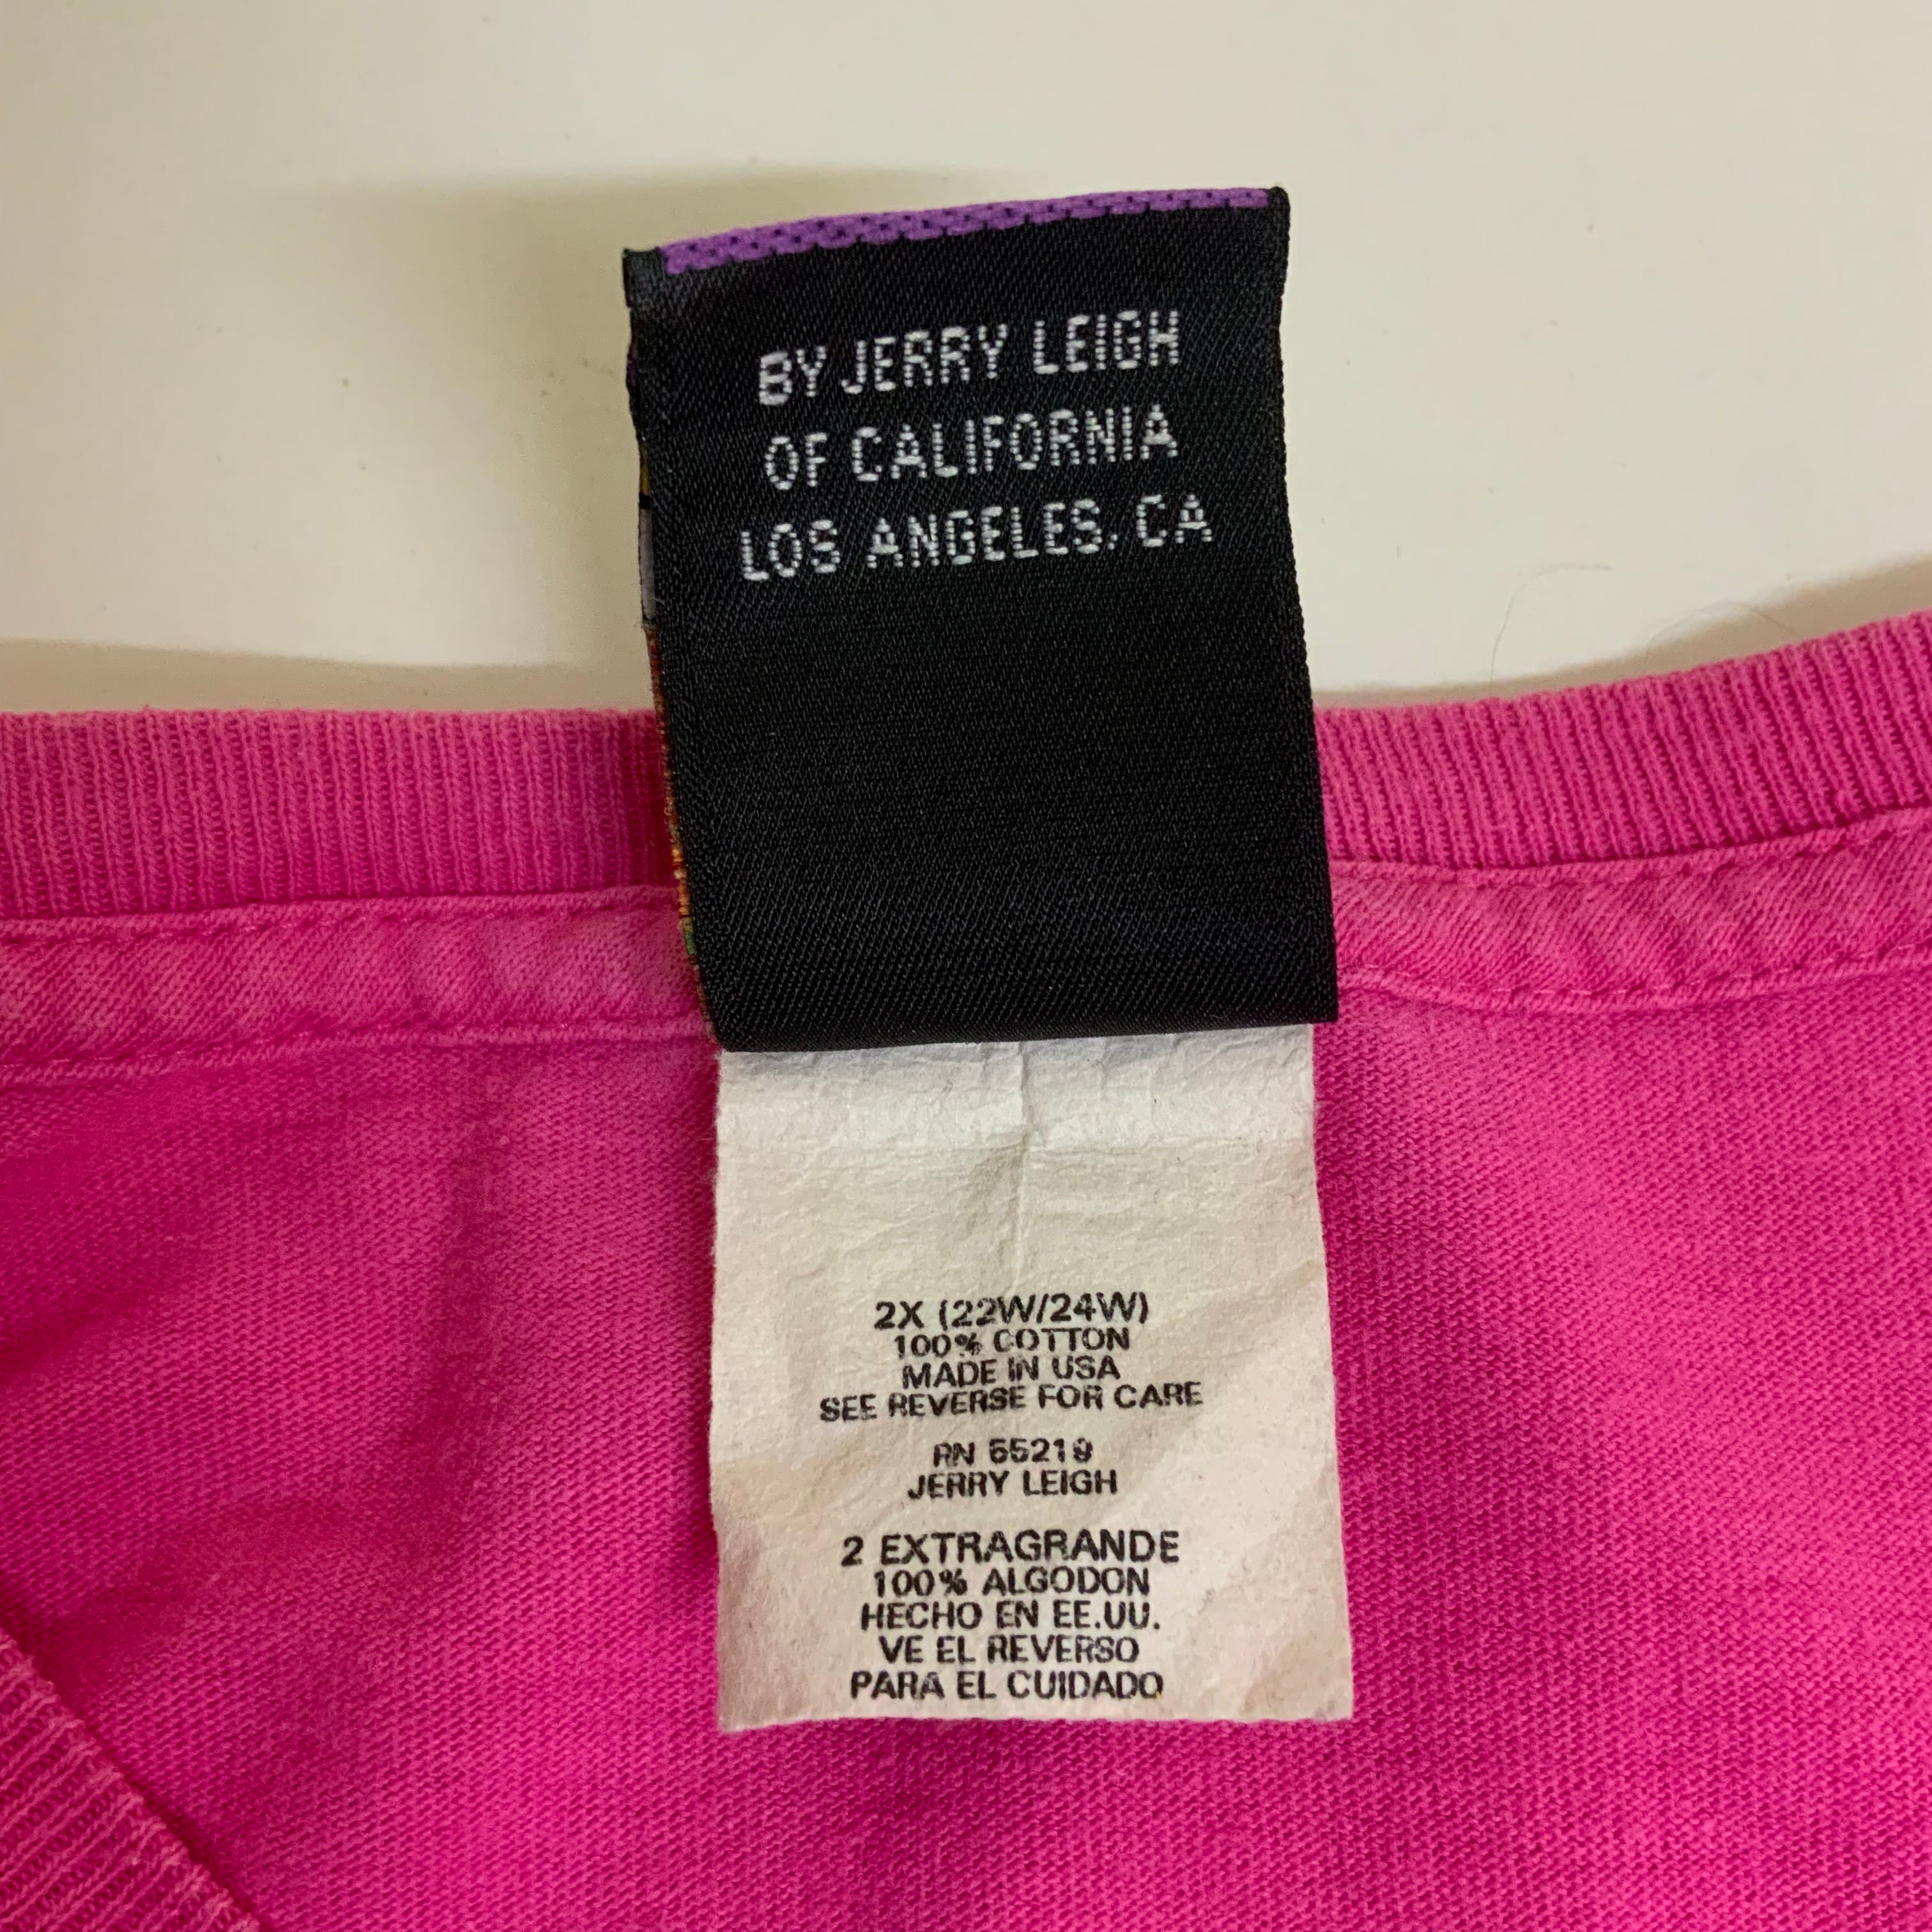 BY JERRY LEIGH
OF CALIFORNIA
LOS ANGELES, CA
2X (22W/24W)
100% COTTON
MADE IN USA
SEE REVERSE FOR CARE
RN 55219
JERRY LEIGH
2 EXTRAGRANDE
100% ALGODON
HECHO EN EE.UU.
VE EL REVERSO
PARA EL CUIDADO